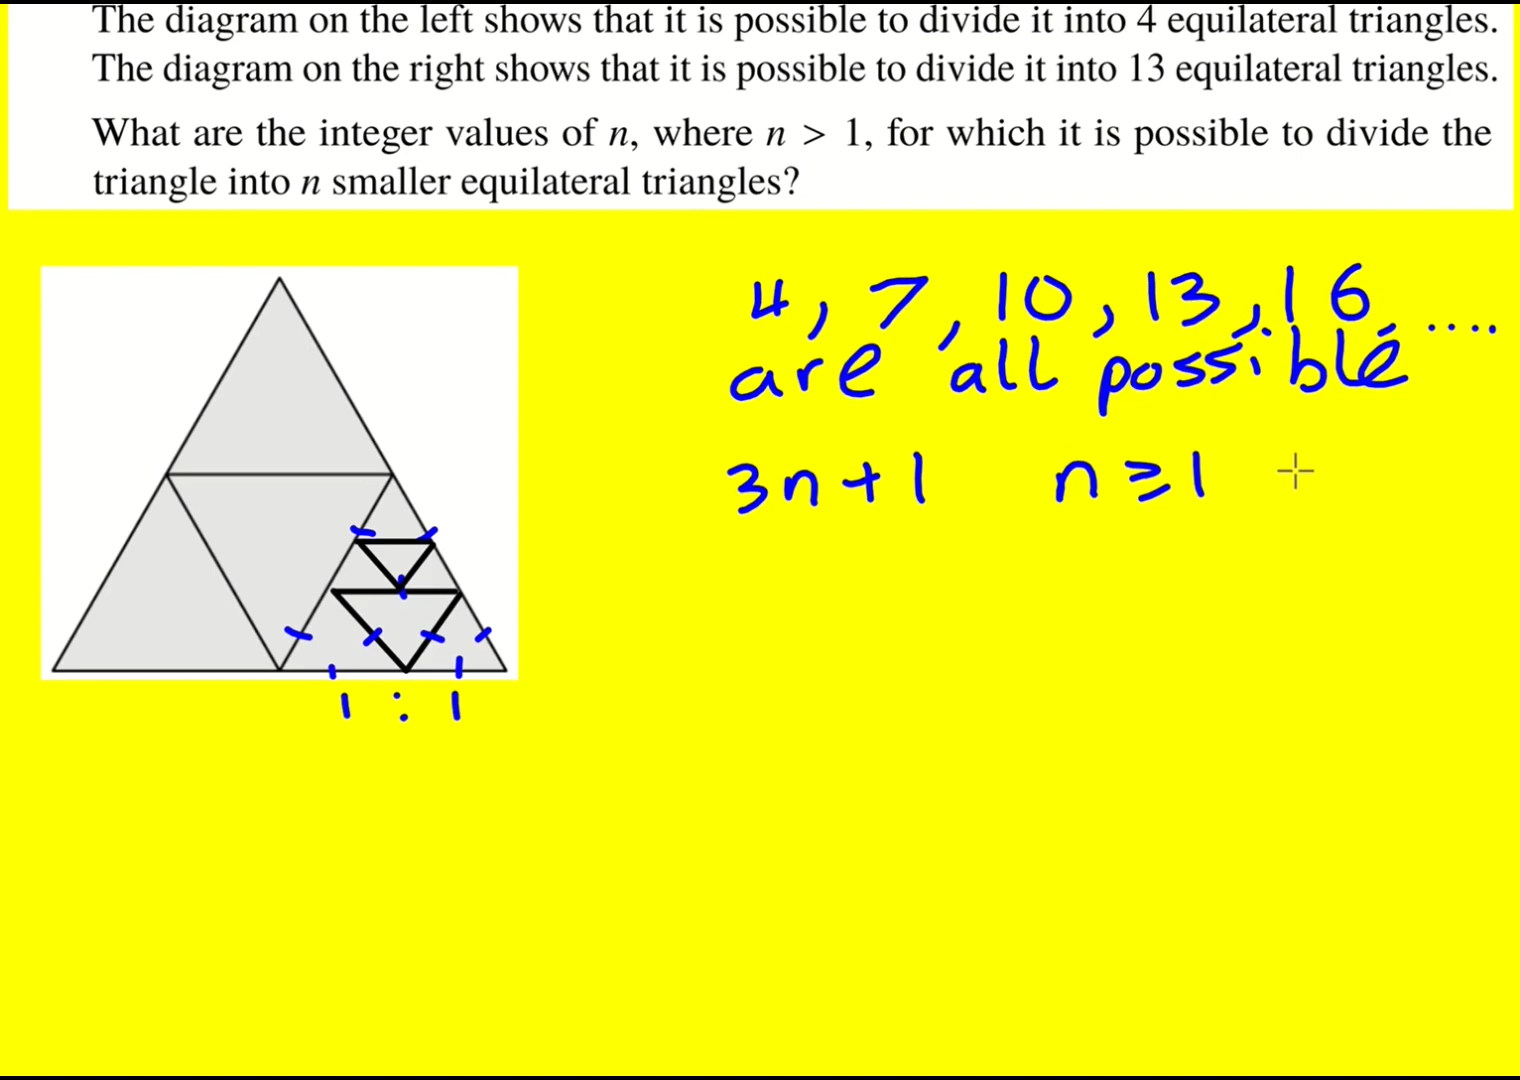 The diagram on the left shows that it is possible to divide it into 4 equilateral triangles.
The diagram on the right shows that it is possible to divide it into 13 equilateral triangles.
What are the integer values of n, where n > 1, for which it is possible to divide the
triangle into n smaller equilateral triangles?
4, 7, 10, 13, 16, ....
are all possible
3n+1 n≥1
1 : 1